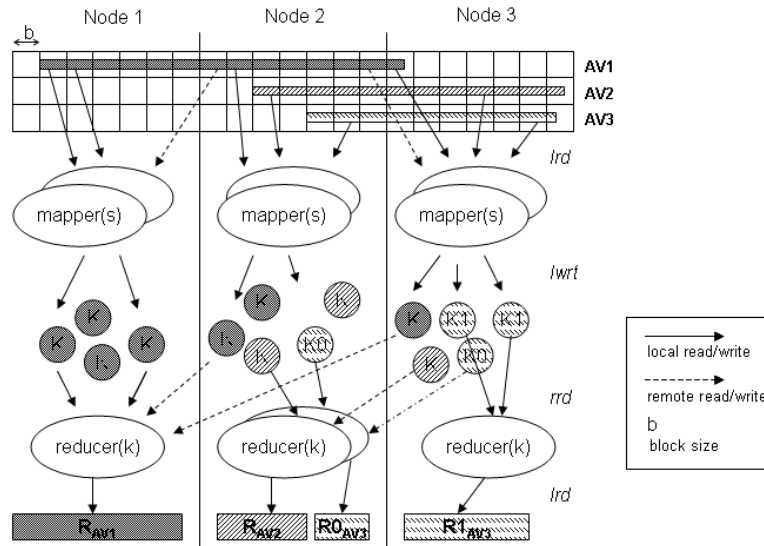 Node 1 Node 2 Node 3
b
AV1
AV2
AV3
lrd
mapper(s) mapper(s) mapper(s)
lwrt
K K K K1 K1
K K K
K K K0 K0
K K
rrd
reducer(k) reducer(k) reducer(k)
lrd
RAV1 RAV2 R0AV3 R1AV3
local read/write
remote read/write
b
block size